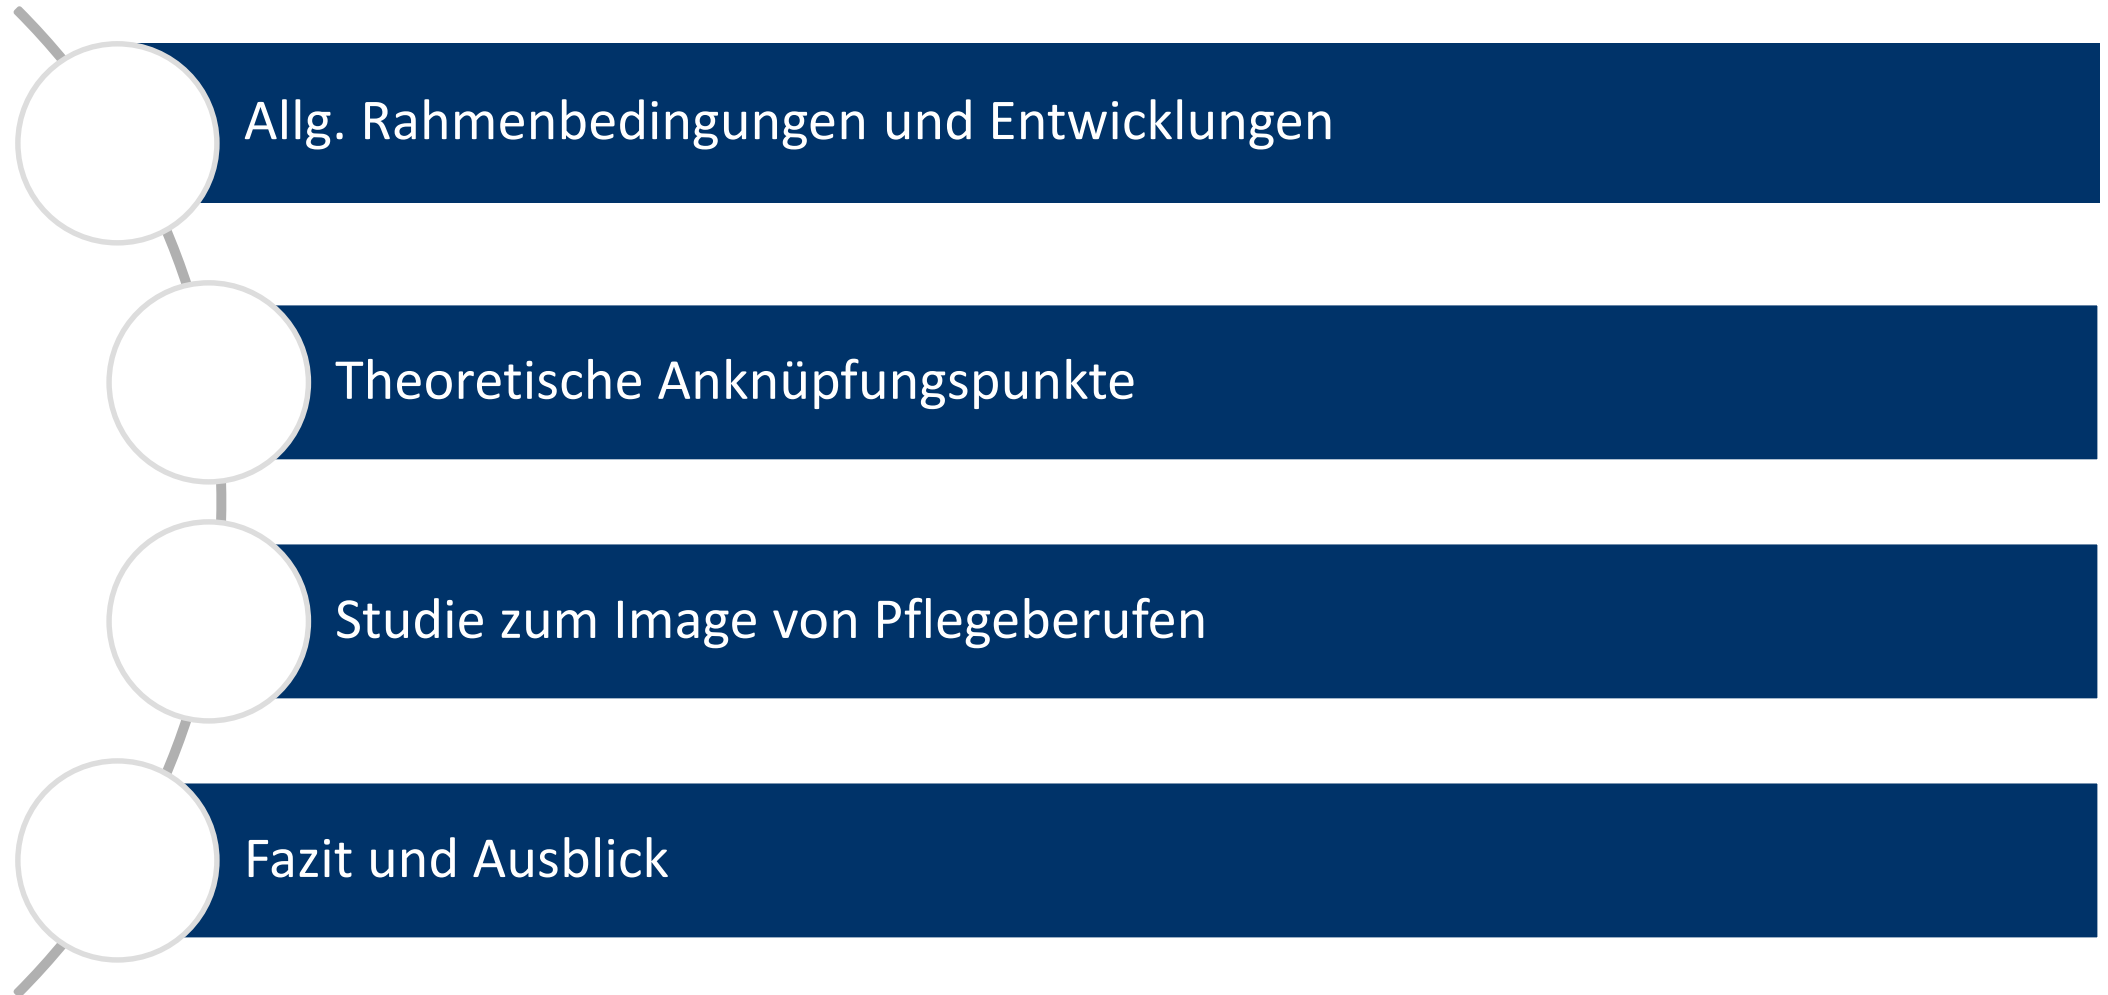 Allg. Rahmenbedingungen und Entwicklungen
Theoretische Anknüpfungspunkte
Studie zum Image von Pflegeberufen
Fazit und Ausblick